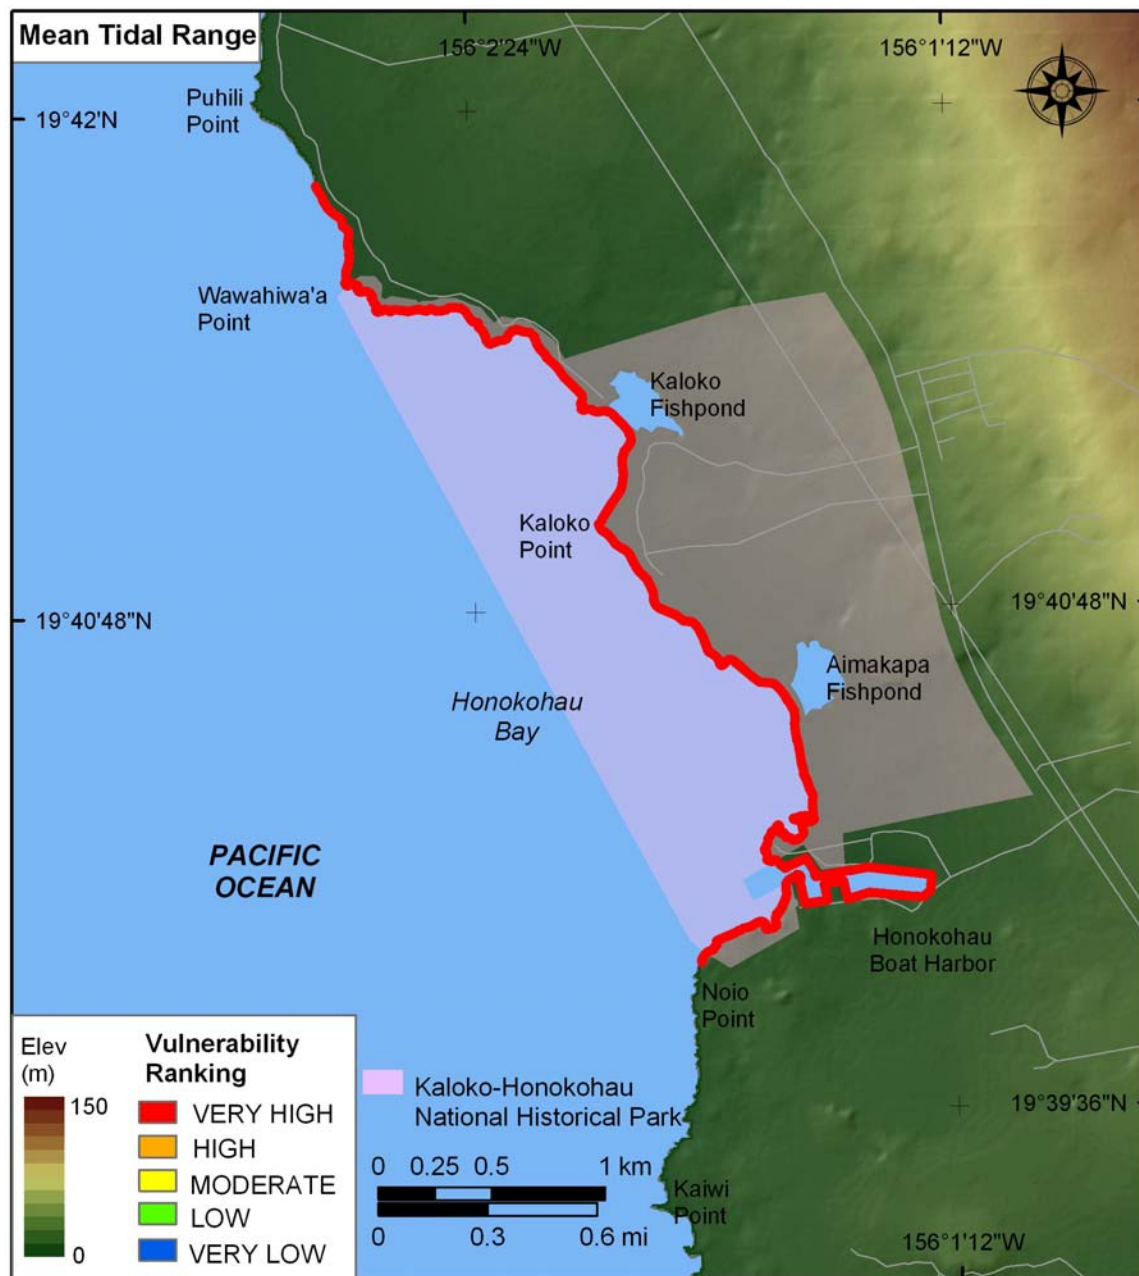 Mean Tidal Range
156°2'24"W
156°1'12"W
Puhili
Point
19°42'N
Wawahiwa'a
Point
Kaloko
Fishpond
Kaloko
Point
19°40'48"N
19°40'48"N
Aimakapa
Fishpond
Honokohau
Bay
PACIFIC
OCEAN
Honokohau
Boat Harbor
Noio
Point
Elev
(m)
150
0
Vulnerability
Ranking
VERY HIGH
HIGH
MODERATE
LOW
VERY LOW
Kaloko-Honokohau
National Historical Park
0 0.25 0.5 1 km
0 0.3 0.6 mi
19°39'36"N
Kaiwi
Point
156°1'12"W